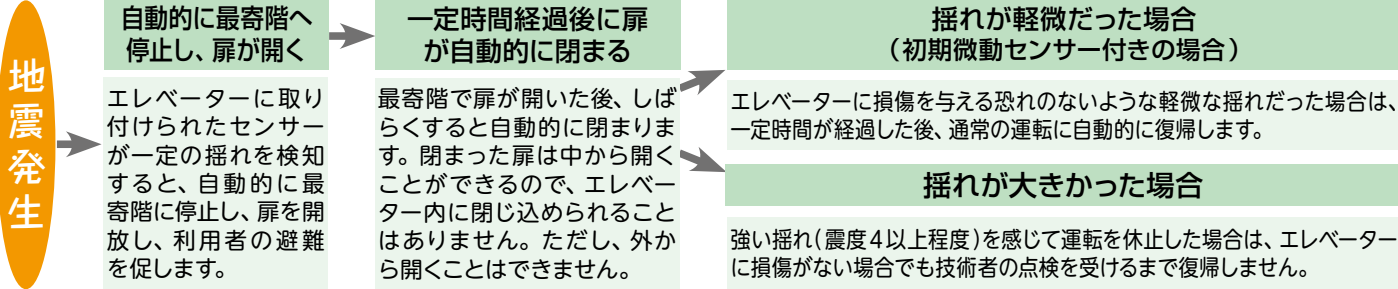 地震発生
自動的に最寄階へ
停止し、扉が開く
エレベーターに取り
付けられたセンサー
が一定の揺れを検知
すると、自動的に最
寄階に停止し、扉を開
放し、利用者の避難
を促します。
一定時間経過後に扉
が自動的に閉まる
最寄階で扉が開いた後、しば
らくすると自動的に閉まりま
す。閉まった扉は中から開く
ことができるので、エレベー
ター内に閉じ込められること
はありません。ただし、外か
ら開くことはできません。
揺れが軽微だった場合
（初期微動センサー付きの場合）
エレベーターに損傷を与える恐れのないような軽微な揺れだった場合は、
一定時間が経過した後、通常の運転に自動的に復帰します。
揺れが大きかった場合
強い揺れ（震度４以上程度）を感じて運転を休止した場合は、エレベーター
に損傷がない場合でも技術者の点検を受けるまで復帰しません。